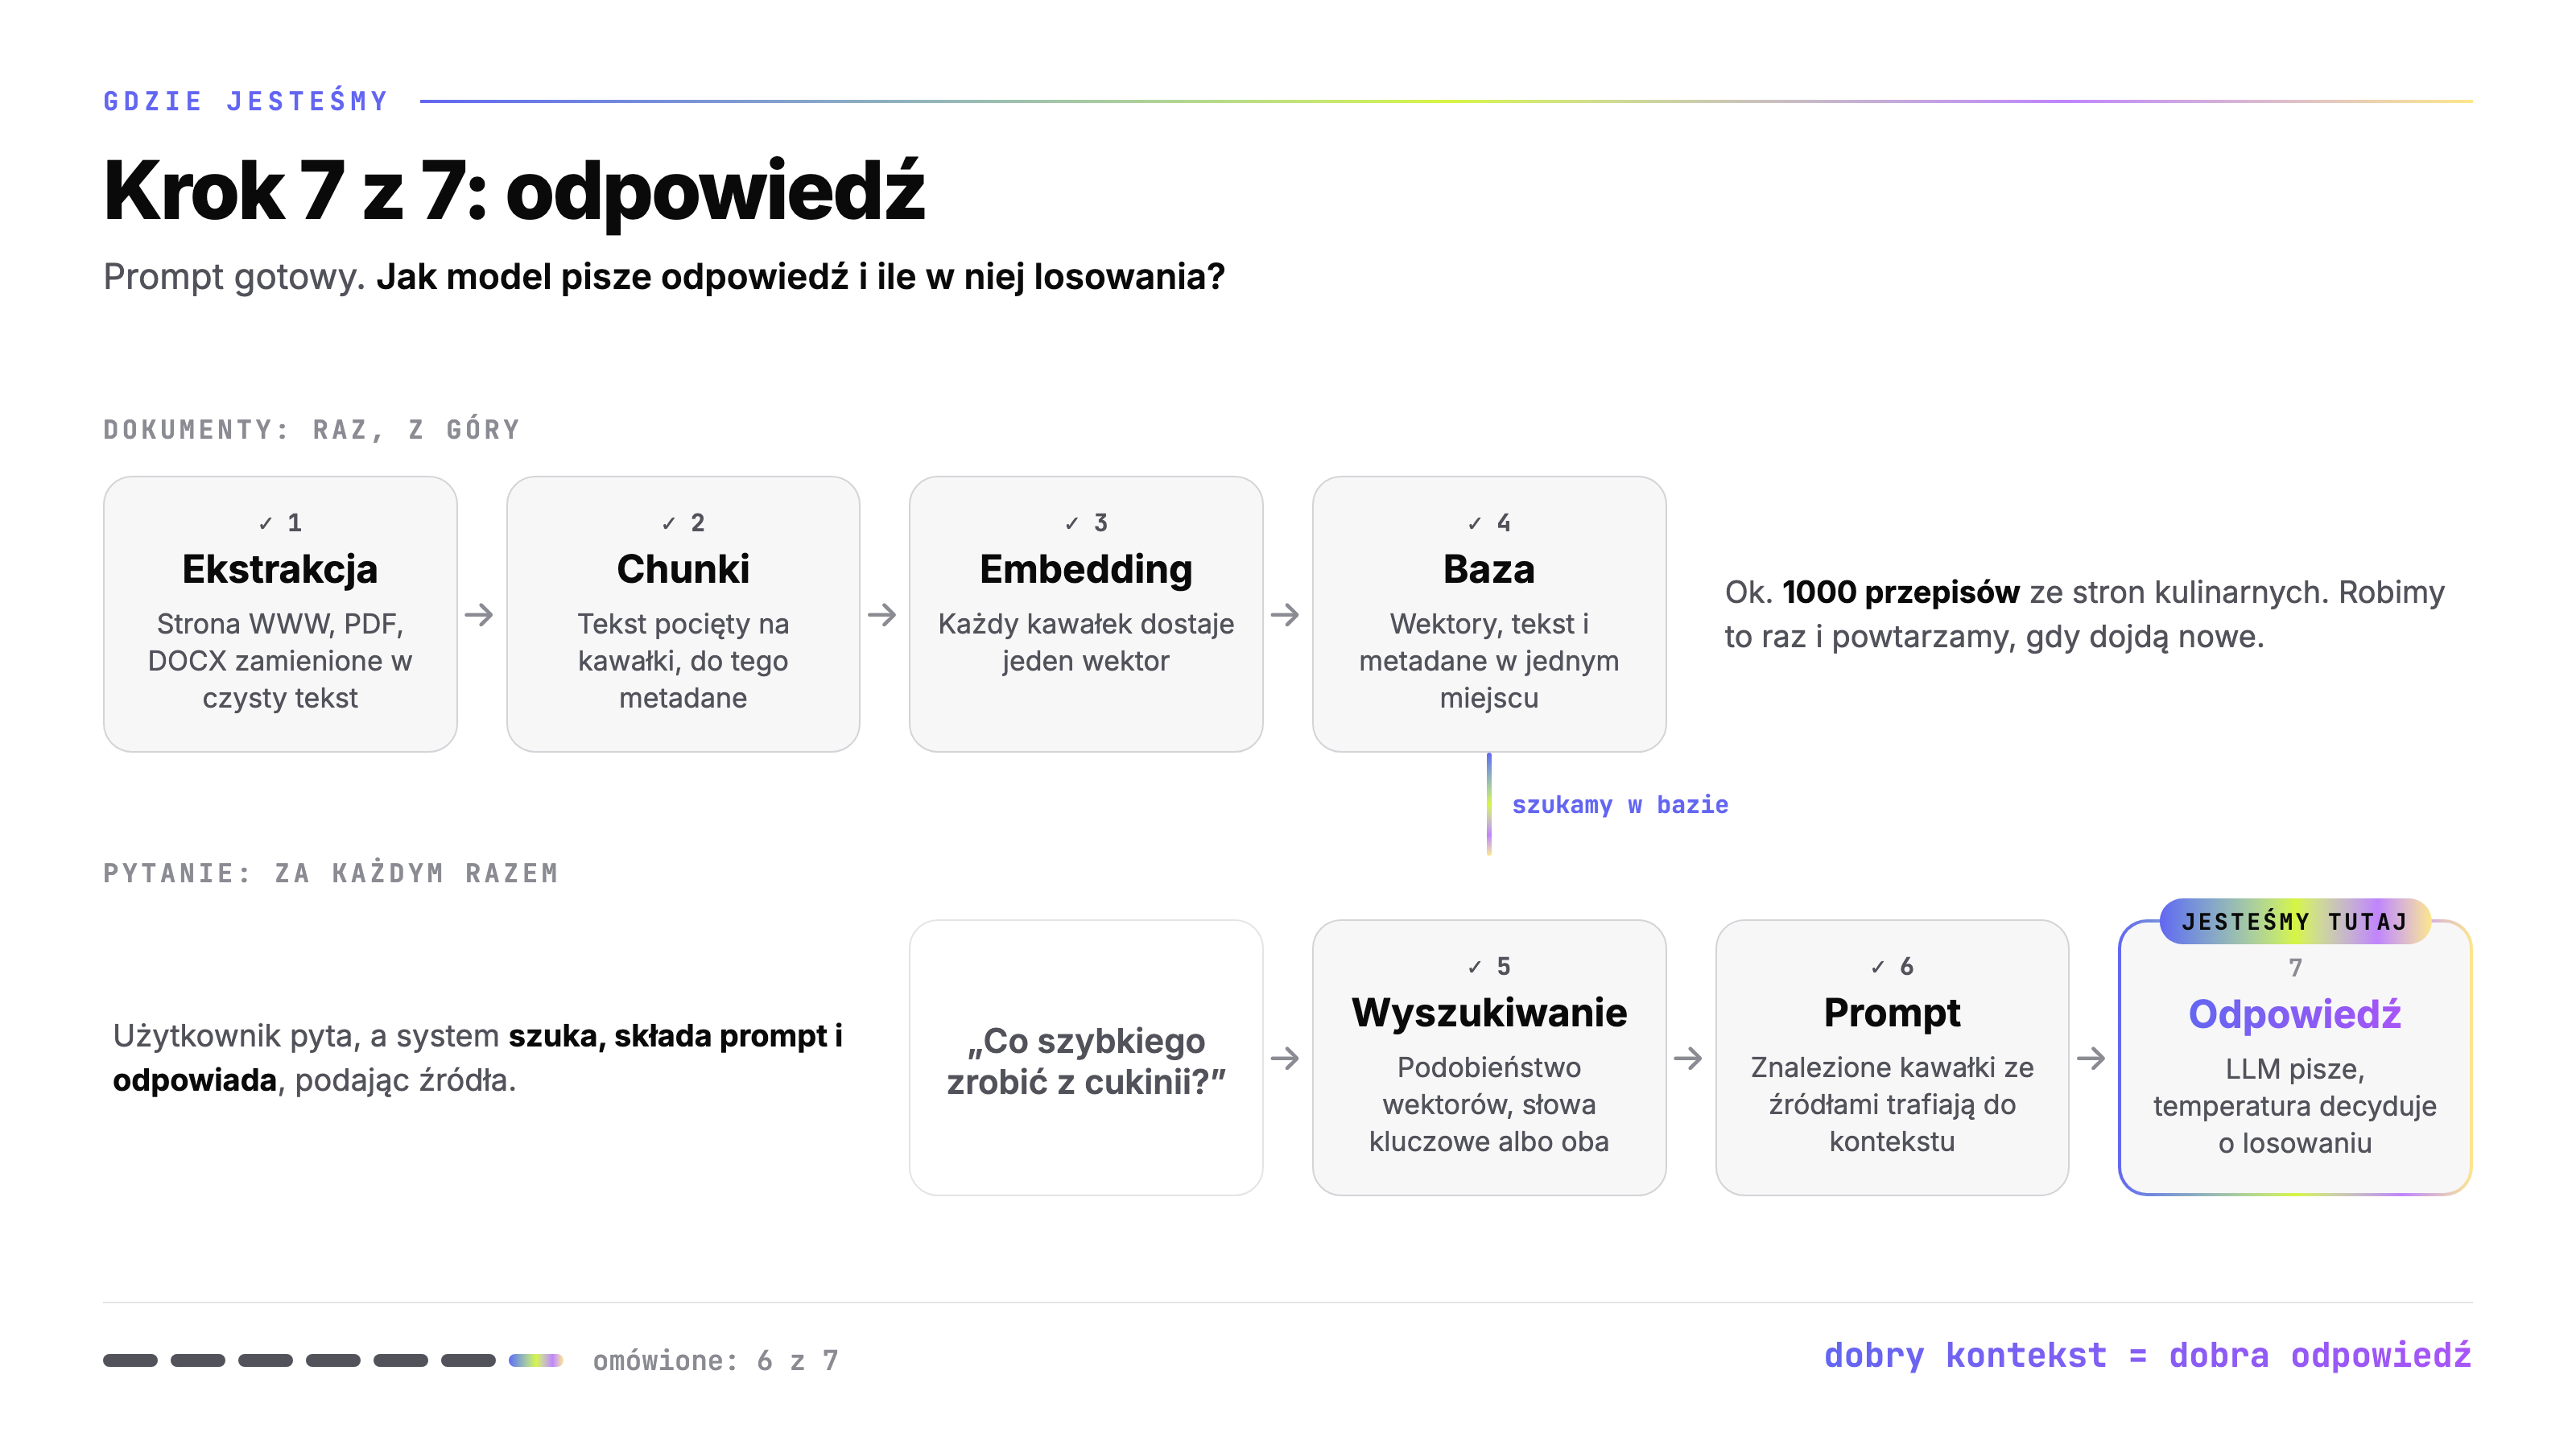 GDZIE JESTEŚMY
Krok 7 z 7: odpowiedź
Prompt gotowy. Jak model pisze odpowiedź i ile w niej losowania?
DOKUMENTY: RAZ, Z GÓRY
✓ 1
Ekstrakcja
Strona WWW, PDF,
DOCX zamienione w
czysty tekst
→
✓ 2
Chunki
Tekst pocięty na
kawałki, do tego
metadane
→
✓ 3
Embedding
Każdy kawałek dostaje
jeden wektor
→
✓ 4
Baza
Wektory, tekst i
metadane w jednym
miejscu
Ok. 1000 przepisów ze stron kulinarnych. Robimy
to raz i powtarzamy, gdy dojdą nowe.
szukamy w bazie
PYTANIE: ZA KAŻDYM RAZEM
Użytkownik pyta, a system szuka, składa prompt i
odpowiada, podając źródła.
„Co szybkiego
zrobić z cukinii?”
→
✓ 5
Wyszukiwanie
Podobieństwo
wektorów, słowa
kluczowe albo oba
→
✓ 6
Prompt
Znalezione kawałki ze
źródłami trafiają do
kontekstu
→
JESTEŚMY TUTAJ
7
Odpowiedź
LLM pisze,
temperatura decyduje
o losowaniu
omówione: 6 z 7
dobry kontekst = dobra odpowiedź